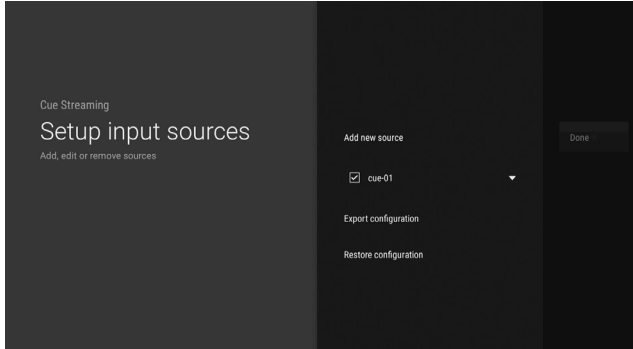 Cue Streaming
Setup input sources
Add, edit or remove sources
Add new source
cue-01
Export configuration
Restore configuration
Done